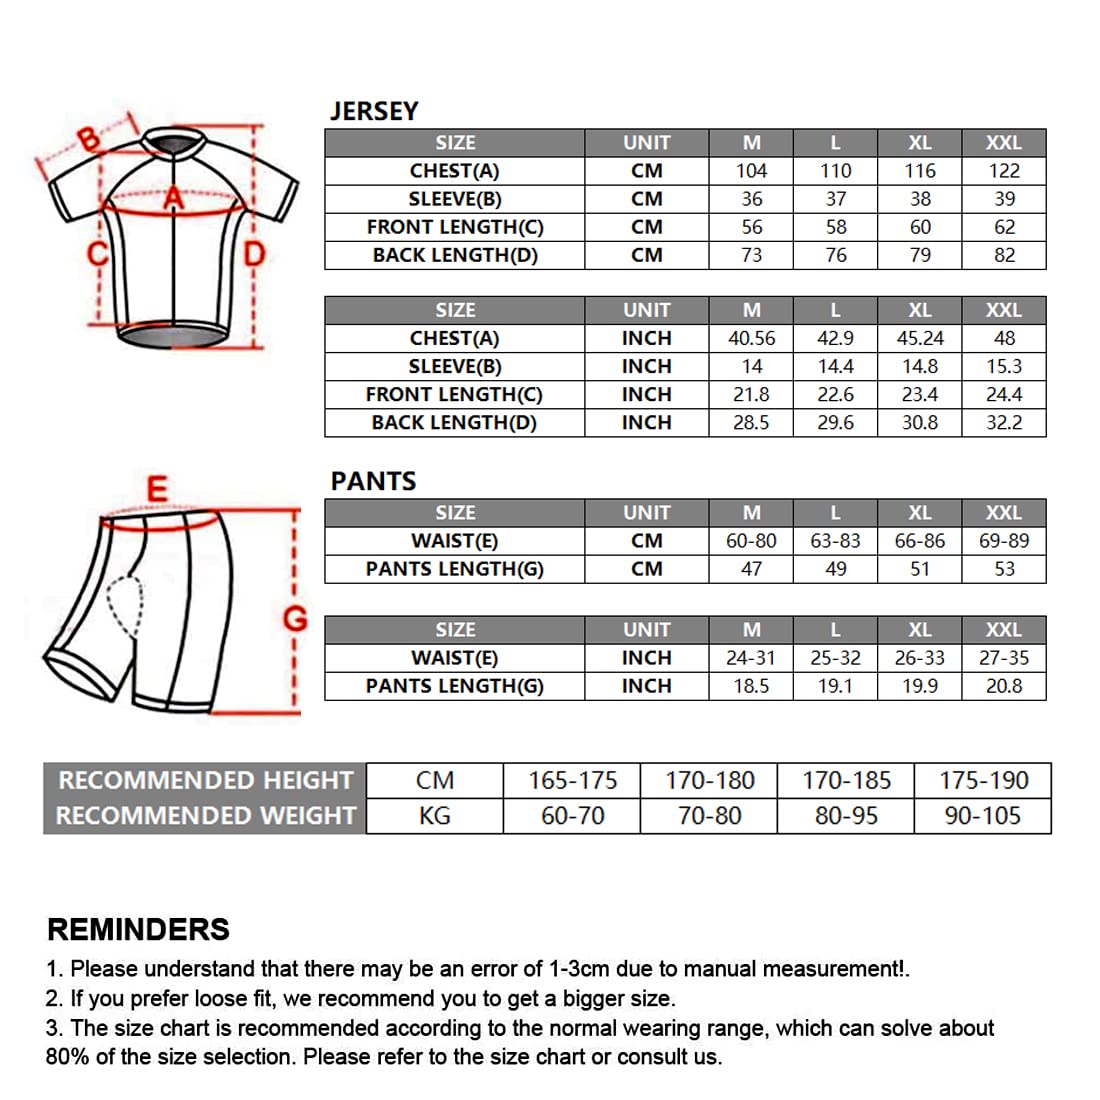 JERSEY
SIZE UNIT M L XL XXL
CHEST(A) CM 104 110 116 122
SLEEVE(B) CM 36 37 38 39
FRONT LENGTH(C) CM 56 58 60 62
BACK LENGTH(D) CM 73 76 79 82
B
A
C
D
SIZE UNIT M L XL XXL
CHEST(A) INCH 40.56 42.9 45.24 48
SLEEVE(B) INCH 14 14.4 14.8 15.3
FRONT LENGTH(C) INCH 21.8 22.6 23.4 24.4
BACK LENGTH(D) INCH 28.5 29.6 30.8 32.2
PANTS
SIZE UNIT M L XL XXL
WAIST(E) CM 60-80 63-83 66-86 69-89
PANTS LENGTH(G) CM 47 49 51 53
E
G
SIZE UNIT M L XL XXL
WAIST(E) INCH 24-31 25-32 26-33 27-35
PANTS LENGTH(G) INCH 18.5 19.1 19.9 20.8
RECOMMENDED HEIGHT CM 165-175 170-180 170-185 175-190
RECOMMENDED WEIGHT KG 60-70 70-80 80-95 90-105
REMINDERS
1. Please understand that there may be an error of 1-3cm due to manual measurement!.
2. If you prefer loose fit, we recommend you to get a bigger size.
3. The size chart is recommended according to the normal wearing range, which can solve about
80% of the size selection. Please refer to the size chart or consult us.